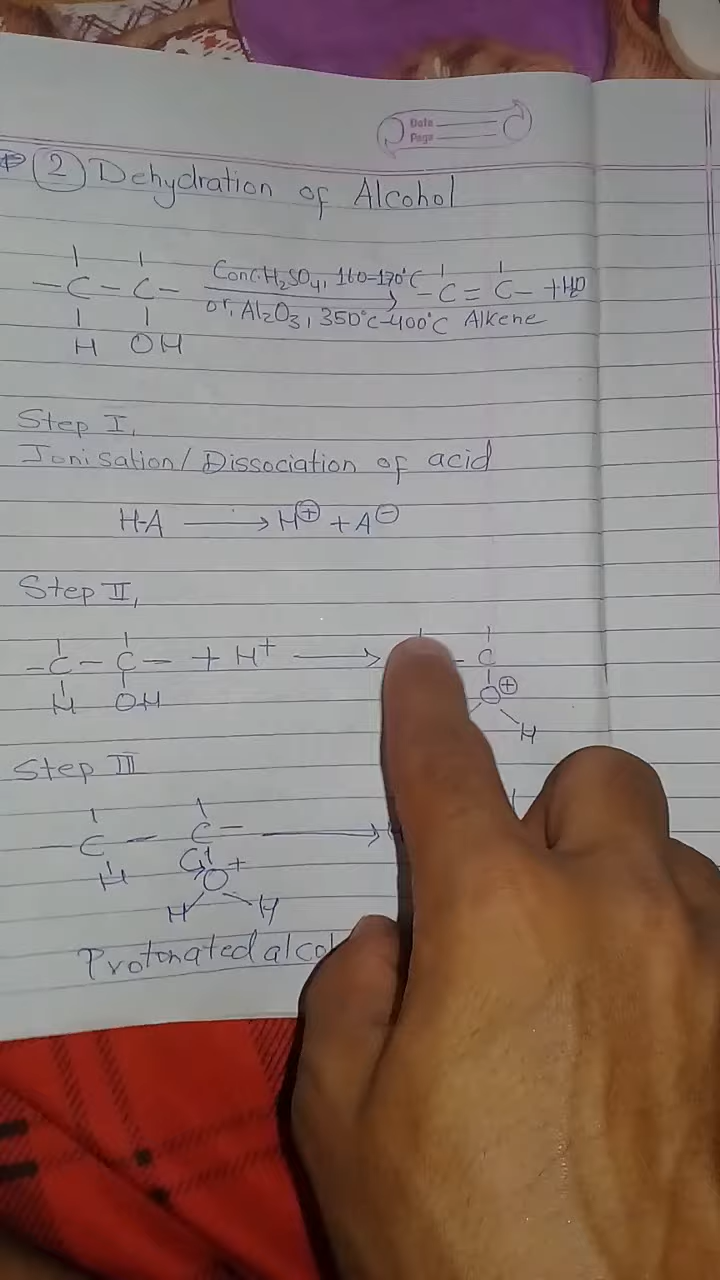 Date
Page
(2) Dehydration of Alcohol
-C-C- Conc.H₂SO₄, 160-170°C -C=C- +H₂O
or, Al₂O₃, 350°C-400°C Alkene
H OH
Step I,
Ionisation/Dissociation of acid
H-A ⟶ H⊕ + A⊖
Step II,
-C-C- + H⁺ ⟶ -C
H OH O⊕
H
Step III
-C-C- ⟶
H O⁺
H H
Protonated alco